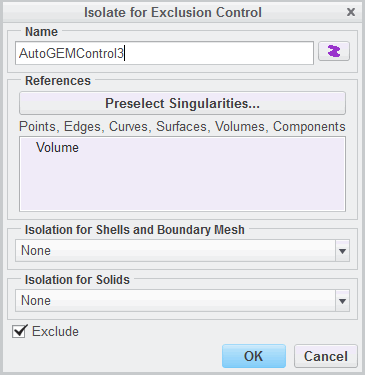 Isolate for Exclusion Control
Name
AutoGEMControl3
References
Preselect Singularities...
Points, Edges, Curves, Surfaces, Volumes, Components
Volume
Isolation for Shells and Boundary Mesh
None
Isolation for Solids
None
Exclude
OK Cancel